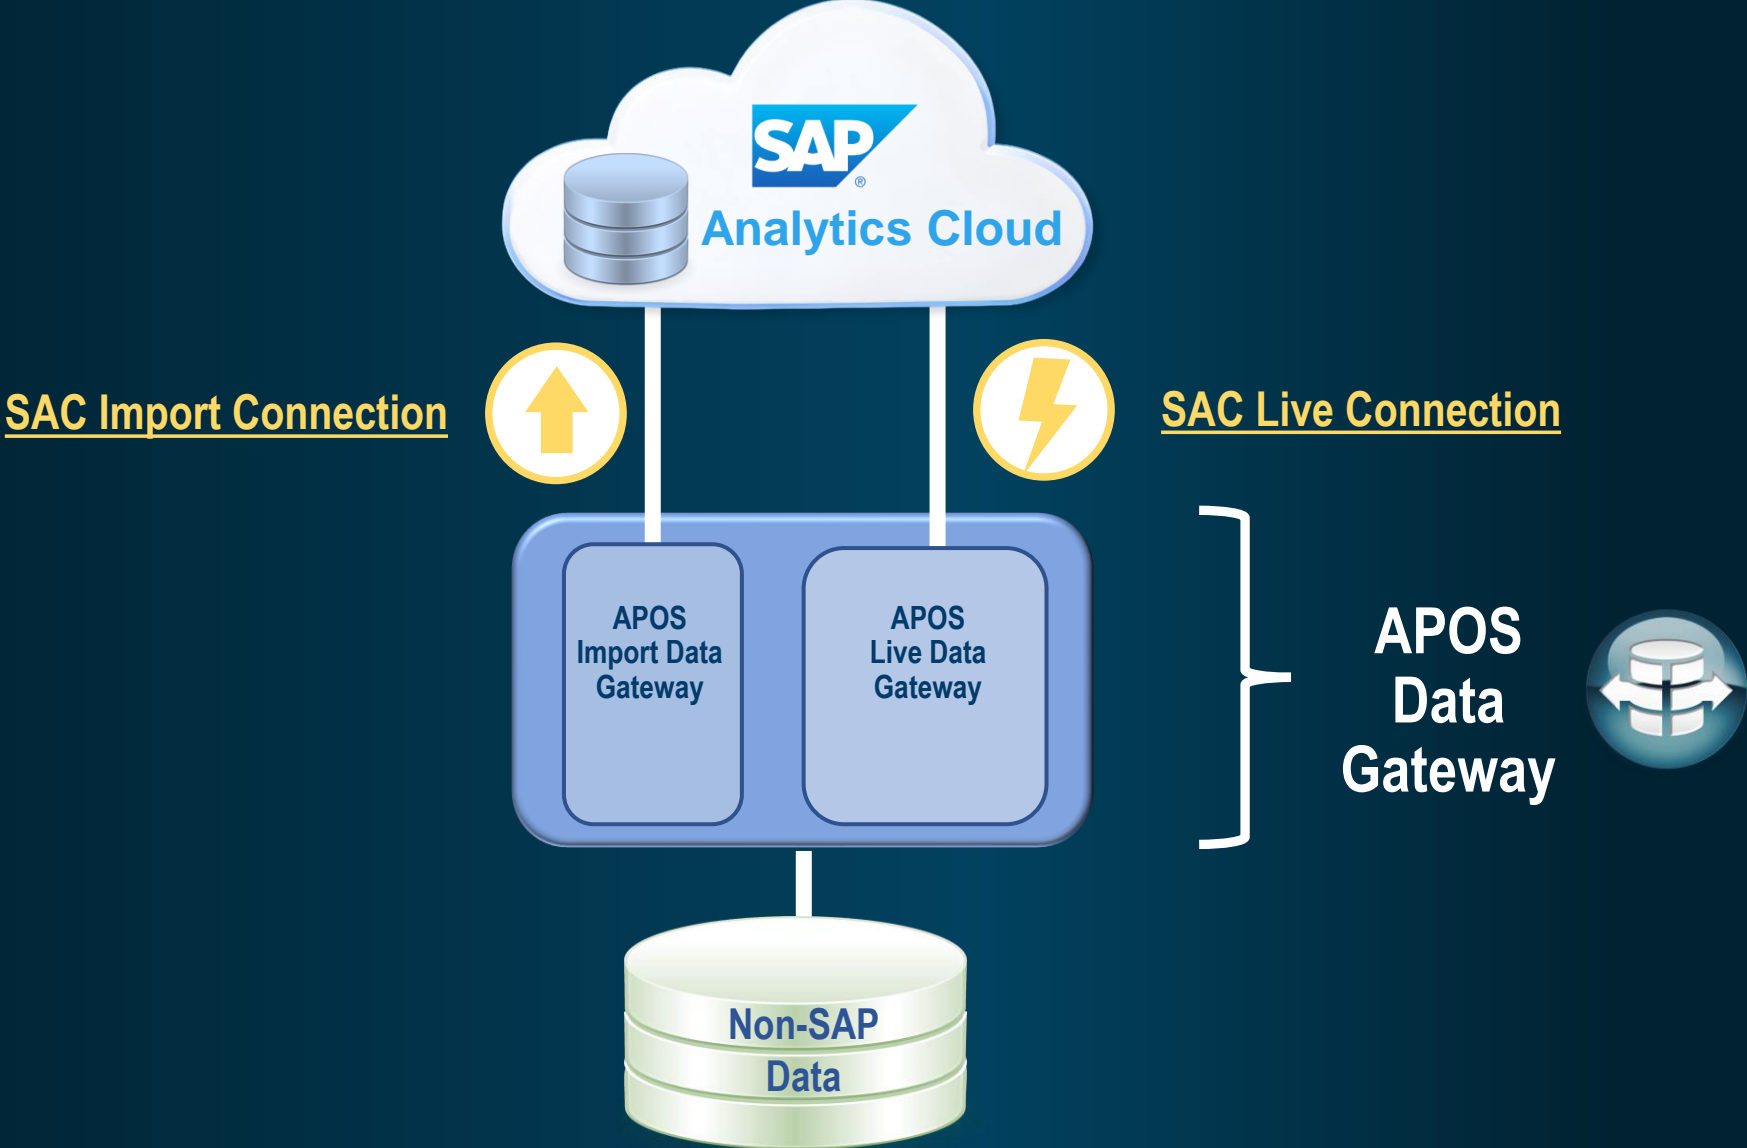 SAP
®
Analytics Cloud
SAC Import Connection
SAC Live Connection
APOS
Import Data
Gateway
APOS
Live Data
Gateway
APOS
Data
Gateway
Non-SAP
Data